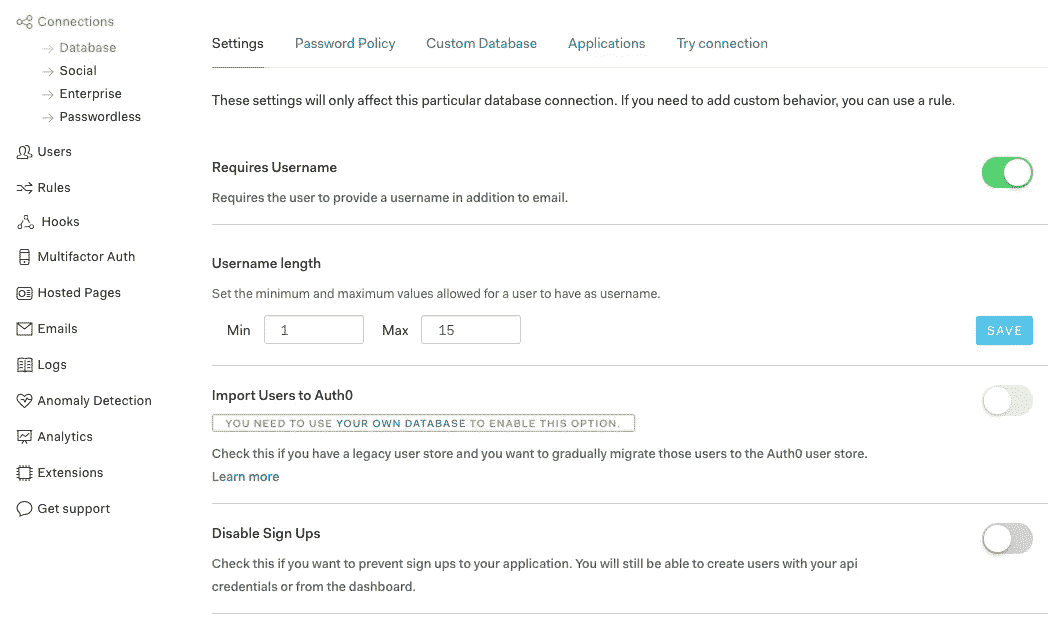 Connections
Database
Social
Enterprise
Passwordless
Users
Rules
Hooks
Multifactor Auth
Hosted Pages
Emails
Logs
Anomaly Detection
Analytics
Extensions
Get support
Settings Password Policy Custom Database Applications Try connection
These settings will only affect this particular database connection. If you need to add custom behavior, you can use a rule.
Requires Username
Requires the user to provide a username in addition to email.
Username length
Set the minimum and maximum values allowed for a user to have as username.
Min 1 Max 15 SAVE
Import Users to Auth0
YOU NEED TO USE YOUR OWN DATABASE TO ENABLE THIS OPTION.
Check this if you have a legacy user store and you want to gradually migrate those users to the Auth0 user store.
Learn more
Disable Sign Ups
Check this if you want to prevent sign ups to your application. You will still be able to create users with your api
credentials or from the dashboard.